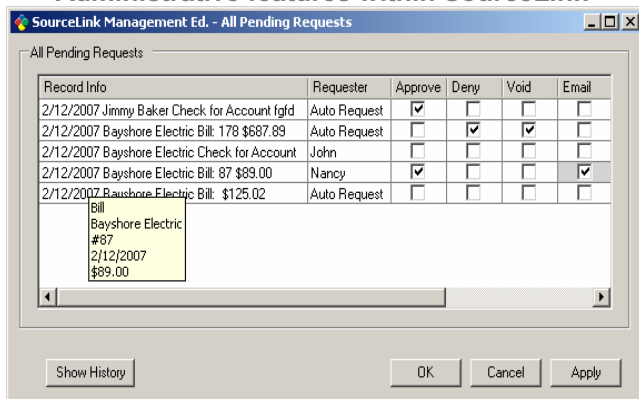 Administrative features within SourceLink
SourceLink Management Ed. - All Pending Requests
All Pending Requests
Record Info Requester Approve Deny Void Email
2/12/2007 Jimmy Baker Check for Account fgfd Auto Request
2/12/2007 Bayshore Electric Bill: 178 $687.89 Auto Request
2/12/2007 Bayshore Electric Check for Account John
2/12/2007 Bayshore Electric Bill: 87 $89.00 Nancy
2/12/2007 Bayshore Electric Bill: $125.02 Auto Request
Bill
Bayshore Electric
#87
2/12/2007
$89.00
Show History OK Cancel Apply